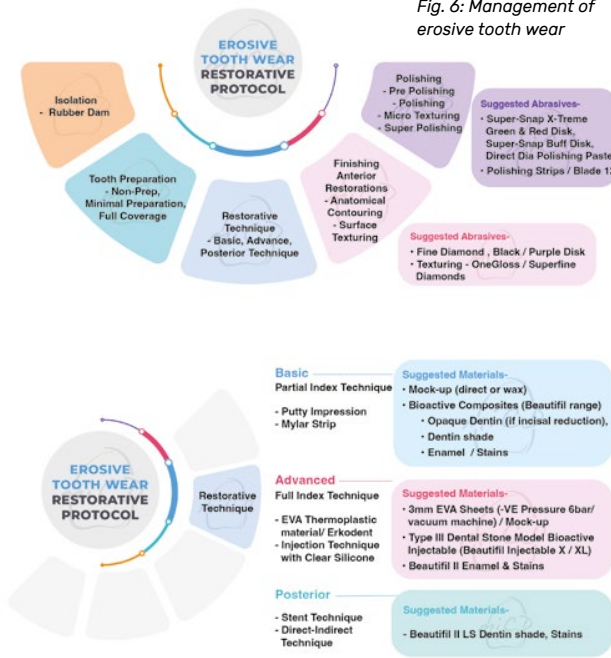 Fig. 6: Management of
erosive tooth wear
EROSIVE
TOOTH WEAR
RESTORATIVE
PROTOCOL
Isolation
- Rubber Dam
Tooth Preparation
- Non-Prep,
Minimal Preparation,
Full Coverage
Restorative
Technique
- Basic, Advance,
Posterior Technique
Finishing
Anterior
Restorations
- Anatomical
Contouring
- Surface
Texturing
Polishing
- Pre Polishing
- Polishing
- Micro Texturing
- Super Polishing
Suggested Abrasives-
• Super-Snap X-Treme
Green & Red Disk,
Super-Snap Buff Disk,
Direct Dia Polishing Paste
• Polishing Strips / Blade
Suggested Abrasives-
• Fine Diamond , Black / Purple Disk
• Texturing - OneGloss / Superfine
Diamonds
EROSIVE
TOOTH WEAR
RESTORATIVE
PROTOCOL
Restorative
Technique
Basic
Partial Index Technique
- Putty Impression
- Mylar Strip
Suggested Materials-
• Mock-up (direct or wax)
• Bioactive Composites (Beautifil range)
• Opaque Dentin (if incisal reduction),
• Dentin shade
• Enamel / Stains
Advanced
Full Index Technique
- EVA Thermoplastic
material/ Erkodent
- Injection Technique
with Clear Silicone
Suggested Materials-
• 3mm EVA Sheets (-VE Pressure 6bar/
vacuum machine) / Mock-up
• Type III Dental Stone Model Bioactive
Injectable (Beautifil Injectable X / XL)
• Beautifil II Enamel & Stains
Posterior
- Stent Technique
- Direct-Indirect
Technique
Suggested Materials-
- Beautifil II LS Dentin shade, Stains